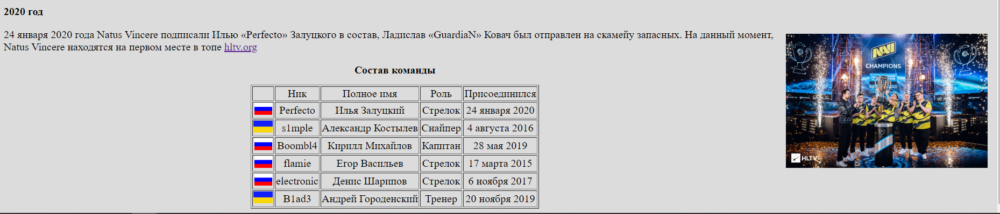 2020 год
24 января 2020 года Natus Vincere подписали Илью «Perfecto» Залуцкого в состав, Ладислав «GuardiaN» Ковач был отправлен на скамейу запасных. На данный момент,
Natus Vincere находятся на первом месте в топе hltv.org
Состав команды
Ник Полное имя Роль Присоединился
Perfecto Илья Залуцкий Стрелок 24 января 2020
s1mple Александр Костылев Снайпер 4 августа 2016
Boombl4 Кирилл Михайлов Капитан 28 мая 2019
flamie Егор Васильев Стрелок 17 марта 2015
electronic Денис Шарипов Стрелок 6 ноября 2017
B1ad3 Андрей Городенский Тренер 20 ноября 2019
NAVI
CHAMPIONS
HLTV